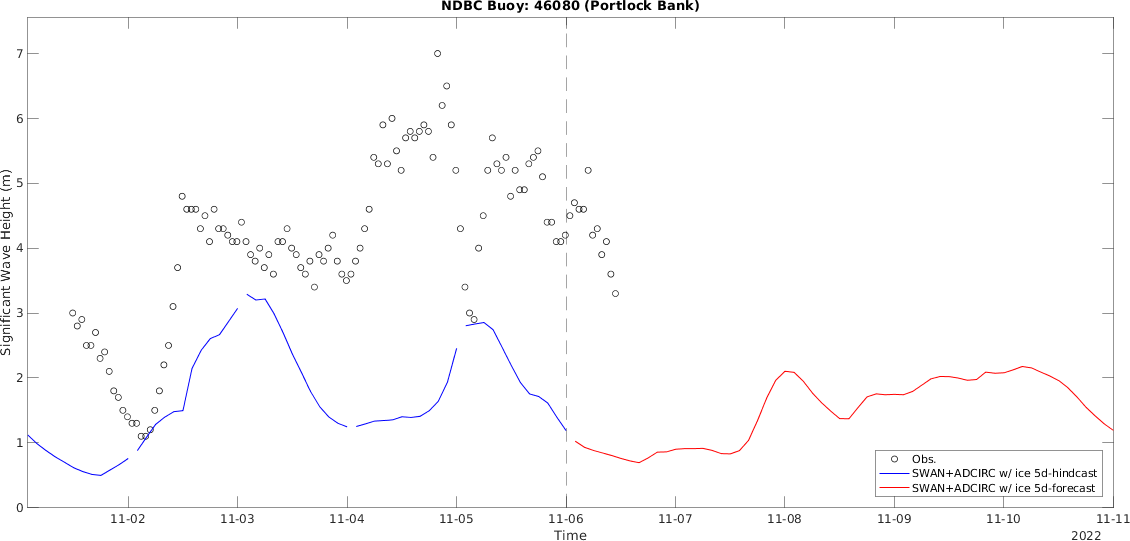 NDBC Buoy: 46080 (Portlock Bank)
Significant Wave Height (m)
7
6
5
4
3
2
1
0
Obs.
SWAN+ADCIRC w/ ice 5d-hindcast
SWAN+ADCIRC w/ ice 5d-forecast
11-02 11-03 11-04 11-05 11-06 11-07 11-08 11-09 11-10 11-11
Time
2022